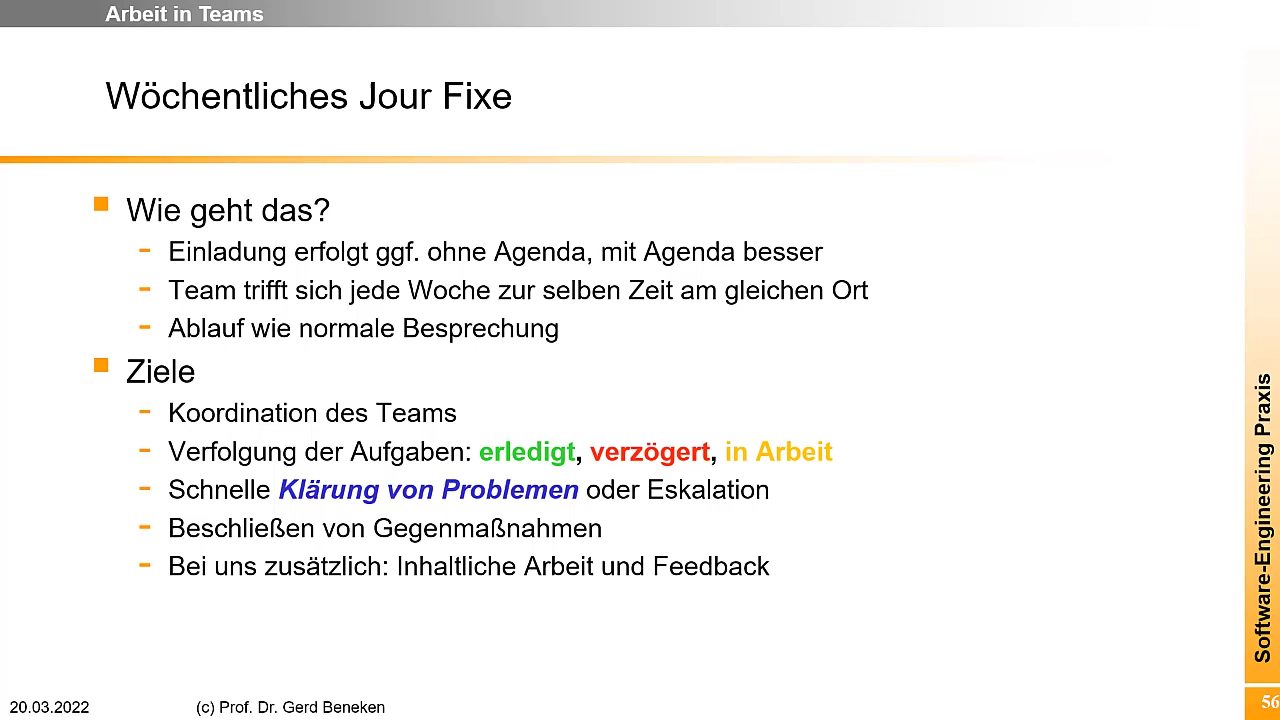 Arbeit in Teams
Wöchentliches Jour Fixe
Wie geht das?
- Einladung erfolgt ggf. ohne Agenda, mit Agenda besser
- Team trifft sich jede Woche zur selben Zeit am gleichen Ort
- Ablauf wie normale Besprechung
Ziele
- Koordination des Teams
- Verfolgung der Aufgaben: erledigt, verzögert, in Arbeit
- Schnelle Klärung von Problemen oder Eskalation
- Beschließen von Gegenmaßnahmen
- Bei uns zusätzlich: Inhaltliche Arbeit und Feedback
Software-Engineering Praxis
20.03.2022
(c) Prof. Dr. Gerd Beneken
56